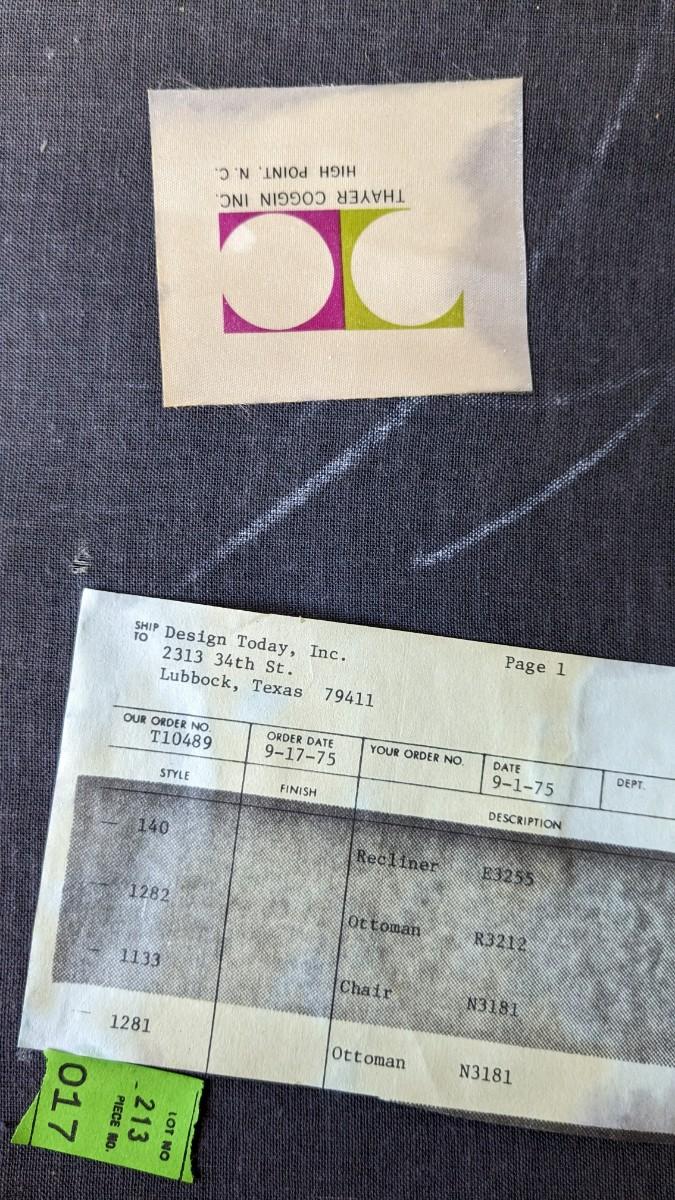 THAYER COGGIN INC.
HIGH POINT, N. C.
SHIP TO Design Today, Inc.
2313 34th St.
Lubbock, Texas 79411
Page 1
OUR ORDER NO. ORDER DATE YOUR ORDER NO. DATE DEPT.
T10489 9-17-75 9-1-75
STYLE FINISH DESCRIPTION
140 Recliner E3255
1282 Ottoman R3212
1133 Chair N3181
1281 Ottoman N3181
LOT NO
-213
PIECE NO.
017